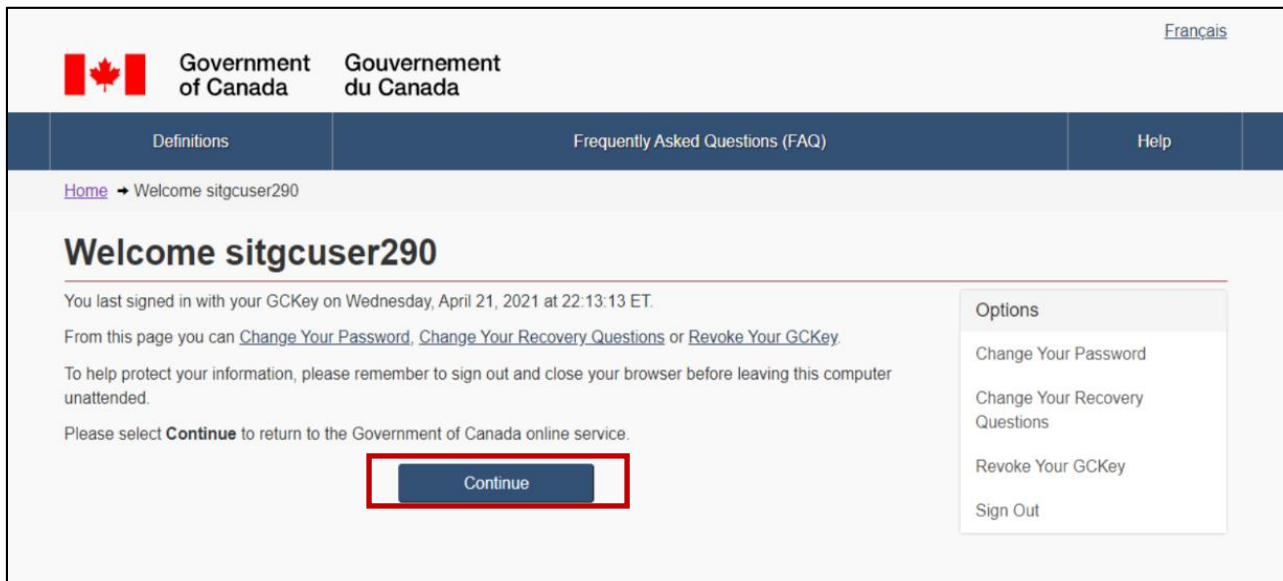 Français
Government Gouvernement
of Canada du Canada
Definitions Frequently Asked Questions (FAQ) Help
Home → Welcome sitgcuser290
Welcome sitgcuser290
You last signed in with your GCKey on Wednesday, April 21, 2021 at 22:13:13 ET.
From this page you can Change Your Password, Change Your Recovery Questions or Revoke Your GCKey.
To help protect your information, please remember to sign out and close your browser before leaving this computer
unattended.
Please select Continue to return to the Government of Canada online service.
Continue
Options
Change Your Password
Change Your Recovery
Questions
Revoke Your GCKey
Sign Out